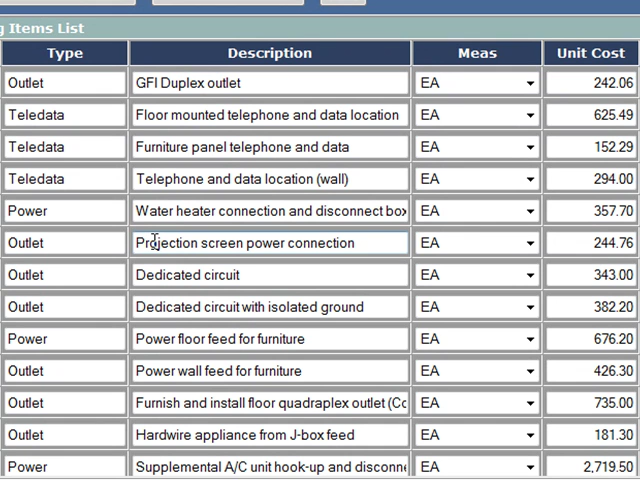 g Items List
Type Description Meas Unit Cost
Outlet GFI Duplex outlet EA 242.06
Teledata Floor mounted telephone and data location EA 625.49
Teledata Furniture panel telephone and data EA 152.29
Teledata Telephone and data location (wall) EA 294.00
Power Water heater connection and disconnect box EA 357.70
Outlet Projection screen power connection EA 244.76
Outlet Dedicated circuit EA 343.00
Outlet Dedicated circuit with isolated ground EA 382.20
Power Power floor feed for furniture EA 676.20
Outlet Power wall feed for furniture EA 426.30
Outlet Furnish and install floor quadraplex outlet (Co EA 735.00
Outlet Hardwire appliance from J-box feed EA 181.30
Power Supplemental A/C unit hook-up and disconne EA 2,719.50